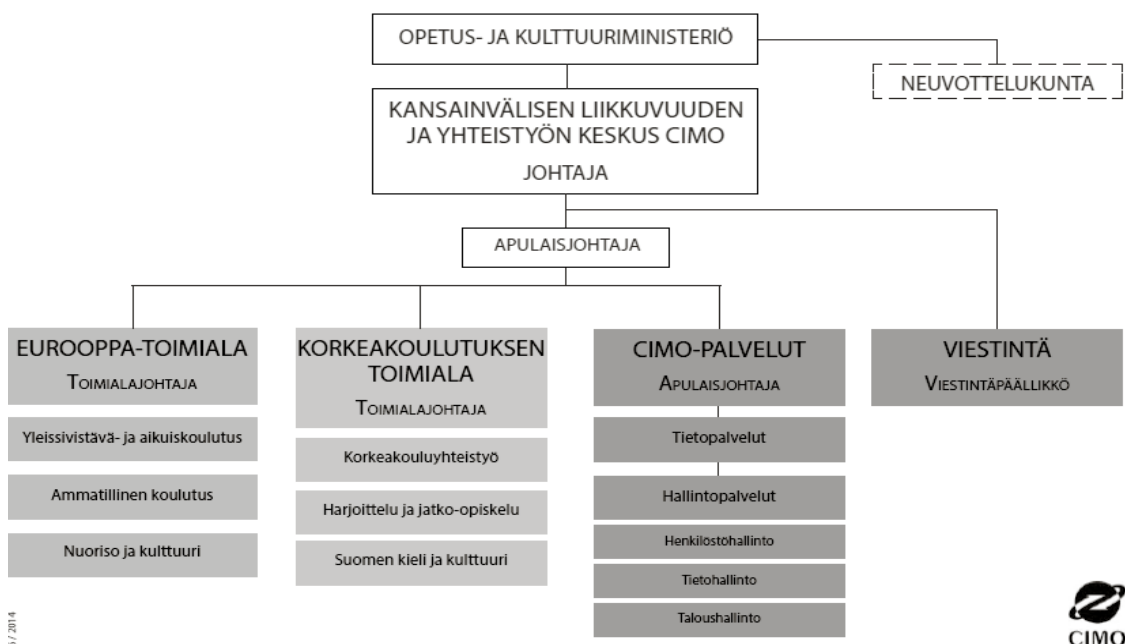 OPETUS- JA KULTTUURIMINISTERIÖ
NEUVOTTELUKUNTA
KANSAINVÄLISEN LIIKKUVUUDEN
JA YHTEISTYÖN KESKUS CIMO
JOHTAJA
APULAISJOHTAJA
EUROOPPA-TOIMIALA
TOIMIALAJOHTAJA
Yleissivistävä- ja aikuiskoulutus
Ammatillinen koulutus
Nuoriso ja kulttuuri
KORKEAKOULUTUKSEN
TOIMIALA
TOIMIALAJOHTAJA
Korkeakouluyhteistyö
Harjoittelu ja jatko-opiskelu
Suomen kieli ja kulttuuri
CIMO-PALVELUT
APULAISJOHTAJA
Tietopalvelut
Hallintopalvelut
Henkilöstöhallinto
Tietohallinto
Taloushallinto
VIESTINTÄ
VIESTINTÄPÄÄLLIKKÖ
/ 2014
CIMO